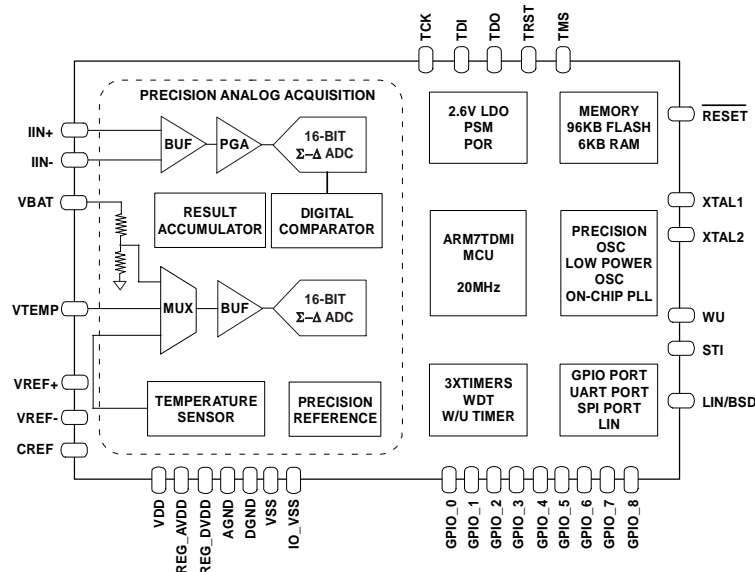 TCK
TDI
TDO
TRST
TMS
PRECISION ANALOG ACQUISITION
IIN+
IIN-
BUF
PGA
16-BIT
Σ–Δ ADC
2.6V LDO
PSM
POR
MEMORY
96KB FLASH
6KB RAM
RESET
VBAT
RESULT
ACCUMULATOR
DIGITAL
COMPARATOR
ARM7TDMI
MCU
20MHz
PRECISION
OSC
LOW POWER
OSC
ON-CHIP PLL
XTAL1
XTAL2
VTEMP
MUX
BUF
16-BIT
Σ–Δ ADC
WU
STI
VREF+
VREF-
CREF
TEMPERATURE
SENSOR
PRECISION
REFERENCE
3XTIMERS
WDT
W/U TIMER
GPIO PORT
UART PORT
SPI PORT
LIN
LIN/BSD
VDD
REG_AVDD
REG_DVDD
AGND
DGND
VSS
IO_VSS
GPIO_0
GPIO_1
GPIO_2
GPIO_3
GPIO_4
GPIO_5
GPIO_6
GPIO_7
GPIO_8